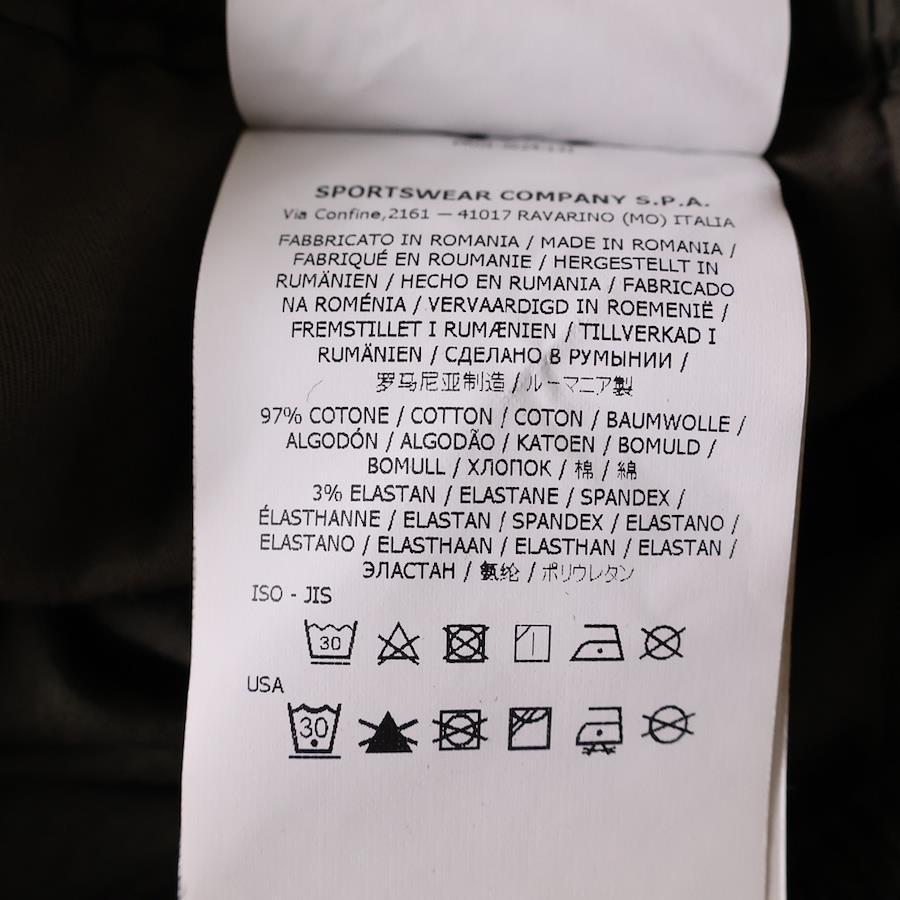 SPORTSWEAR COMPANY S.P.A.
Via Confine,2161 — 41017 RAVARINO (MO) ITALIA
FABBRICATO IN ROMANIA / MADE IN ROMANIA /
FABRIQUÉ EN ROUMANIE / HERGESTELLT IN
RUMÄNIEN / HECHO EN RUMANIA / FABRICADO
NA ROMÉNIA / VERVAARDIGD IN ROEMENIË /
FREMSTILLET I RUMÆNIEN / TILLVERKAD I
RUMÄNIEN / СДЕЛАНО В РУМЫНИИ /
罗马尼亚制造 / ルーマニア製
97% COTONE / COTTON / COTON / BAUMWOLLE /
ALGODÓN / ALGODÃO / KATOEN / BOMULD /
BOMULL / ХЛОПОК / 棉 / 綿
3% ELASTAN / ELASTANE / SPANDEX /
ÉLASTHANNE / ELASTAN / SPANDEX / ELASTANO /
ELASTANO / ELASTHAAN / ELASTHAN / ELASTAN /
ЭЛАСТАН / 氨纶 / ポリウレタン
ISO - JIS
30
USA
30